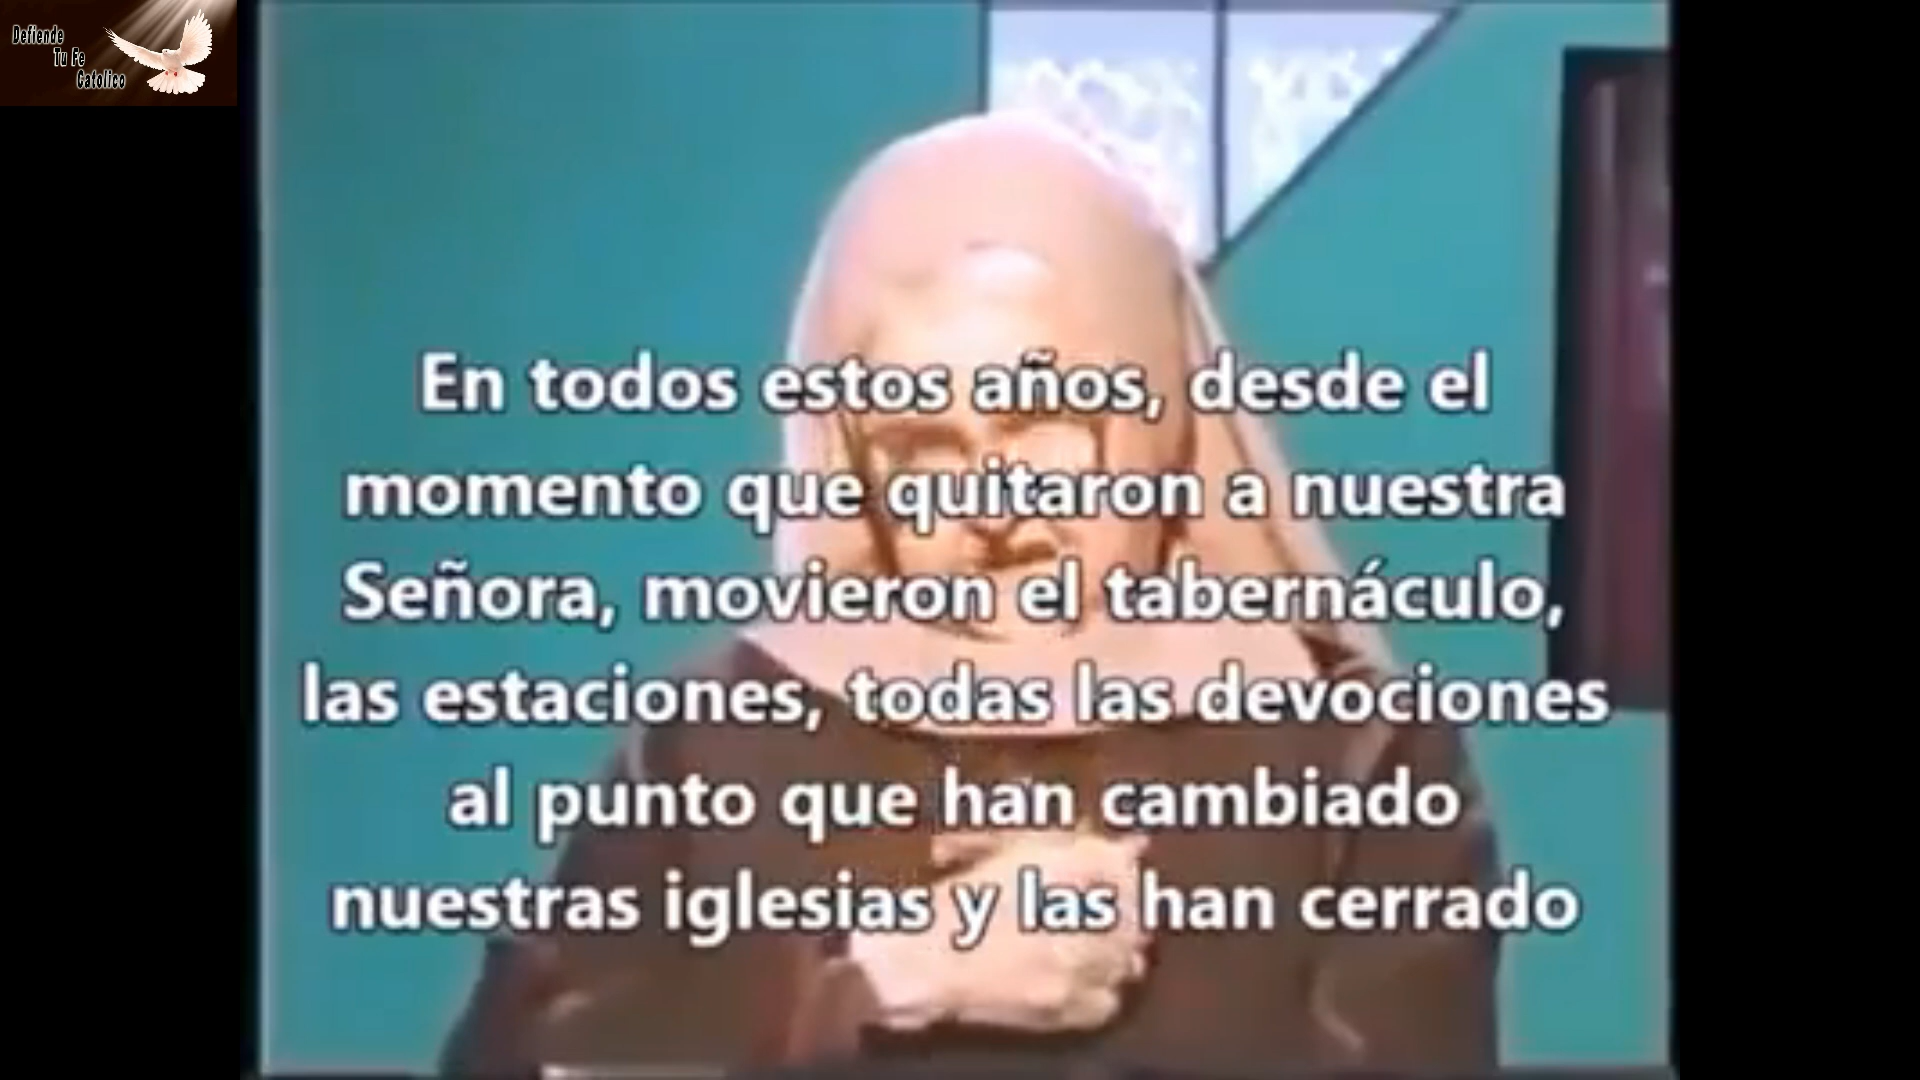 Defiende
Tu Fe
Catolico
En todos estos años, desde el
momento que quitaron a nuestra
Señora, movieron el tabernáculo,
las estaciones, todas las devociones
al punto que han cambiado
nuestras iglesias y las han cerrado